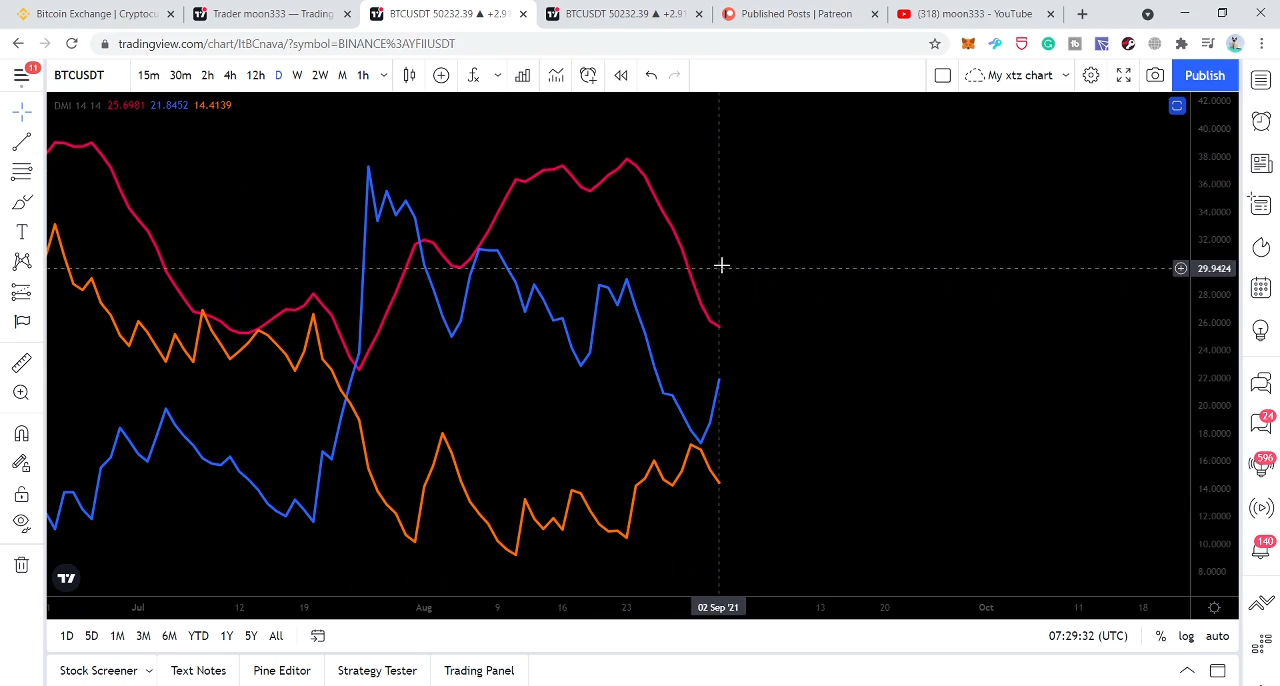 Bitcoin Exchange | Cryptocu
Trader moon333 — Trading
BTCUSDT 50232.39 ▲ +2.91
BTCUSDT 50232.39 ▲ +2.91
Published Posts | Patreon
(318) moon333 - YouTube
tradingview.com/chart/ItBCnava/?symbol=BINANCE%3AYFIIUSDT
11
BTCUSDT 15m 30m 2h 4h 12h D W 2W M 1h My xtz chart Publish
DMI 14 14 25.6981 21.8452 14.4139
42.0000
40.0000
38.0000
36.0000
34.0000
32.0000
29.9424
28.0000
26.0000
24.0000
22.0000
20.0000
18.0000
16.0000
14.0000
12.0000
10.0000
8.0000
24
596
140
Jul 12 19 Aug 9 16 23 02 Sep '21 13 20 Oct 11 18
1D 5D 1M 3M 6M YTD 1Y 5Y All 07:29:32 (UTC) % log auto
Stock Screener Text Notes Pine Editor Strategy Tester Trading Panel